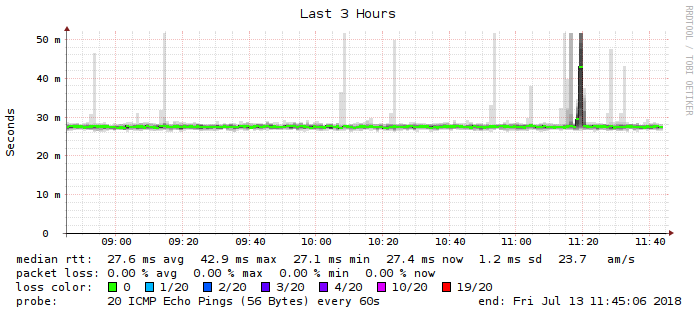 Last 3 Hours
RRDTOOL / TOBI OETIKER
Seconds
50 m
40 m
30 m
20 m
10 m
0
09:00 09:20 09:40 10:00 10:20 10:40 11:00 11:20 11:40
median rtt: 27.6 ms avg 42.9 ms max 27.1 ms min 27.4 ms now 1.2 ms sd 23.7 am/s
packet loss: 0.00 % avg 0.00 % max 0.00 % min 0.00 % now
loss color: 0 1/20 2/20 3/20 4/20 10/20 19/20
probe: 20 ICMP Echo Pings (56 Bytes) every 60s end: Fri Jul 13 11:45:06 2018